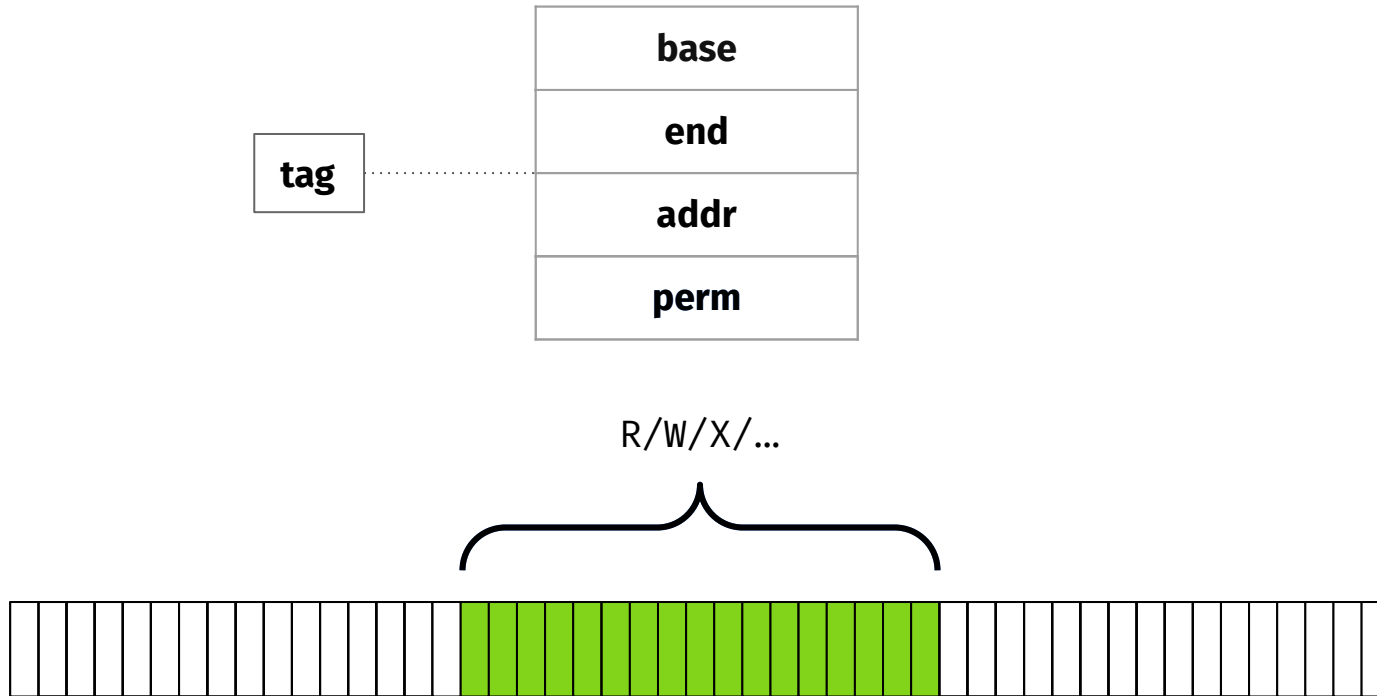 base
end
tag
addr
perm
R/W/X/…